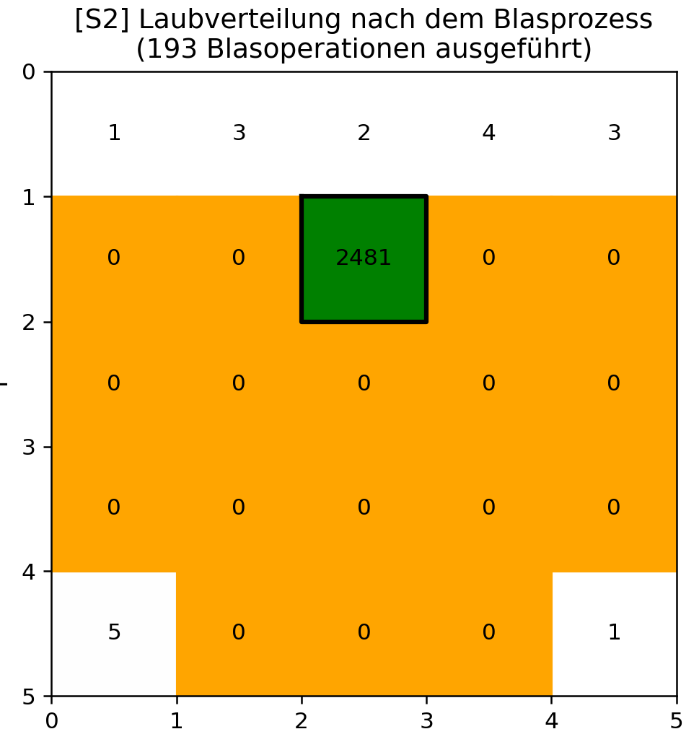 [S2] Laubverteilung nach dem Blasprozess
(193 Blasoperationen ausgeführt)
0
1 3 2 4 3
1
0 0 2481 0 0
2
0 0 0 0 0
3
0 0 0 0 0
4
5 0 0 0 1
5
0 1 2 3 4 5